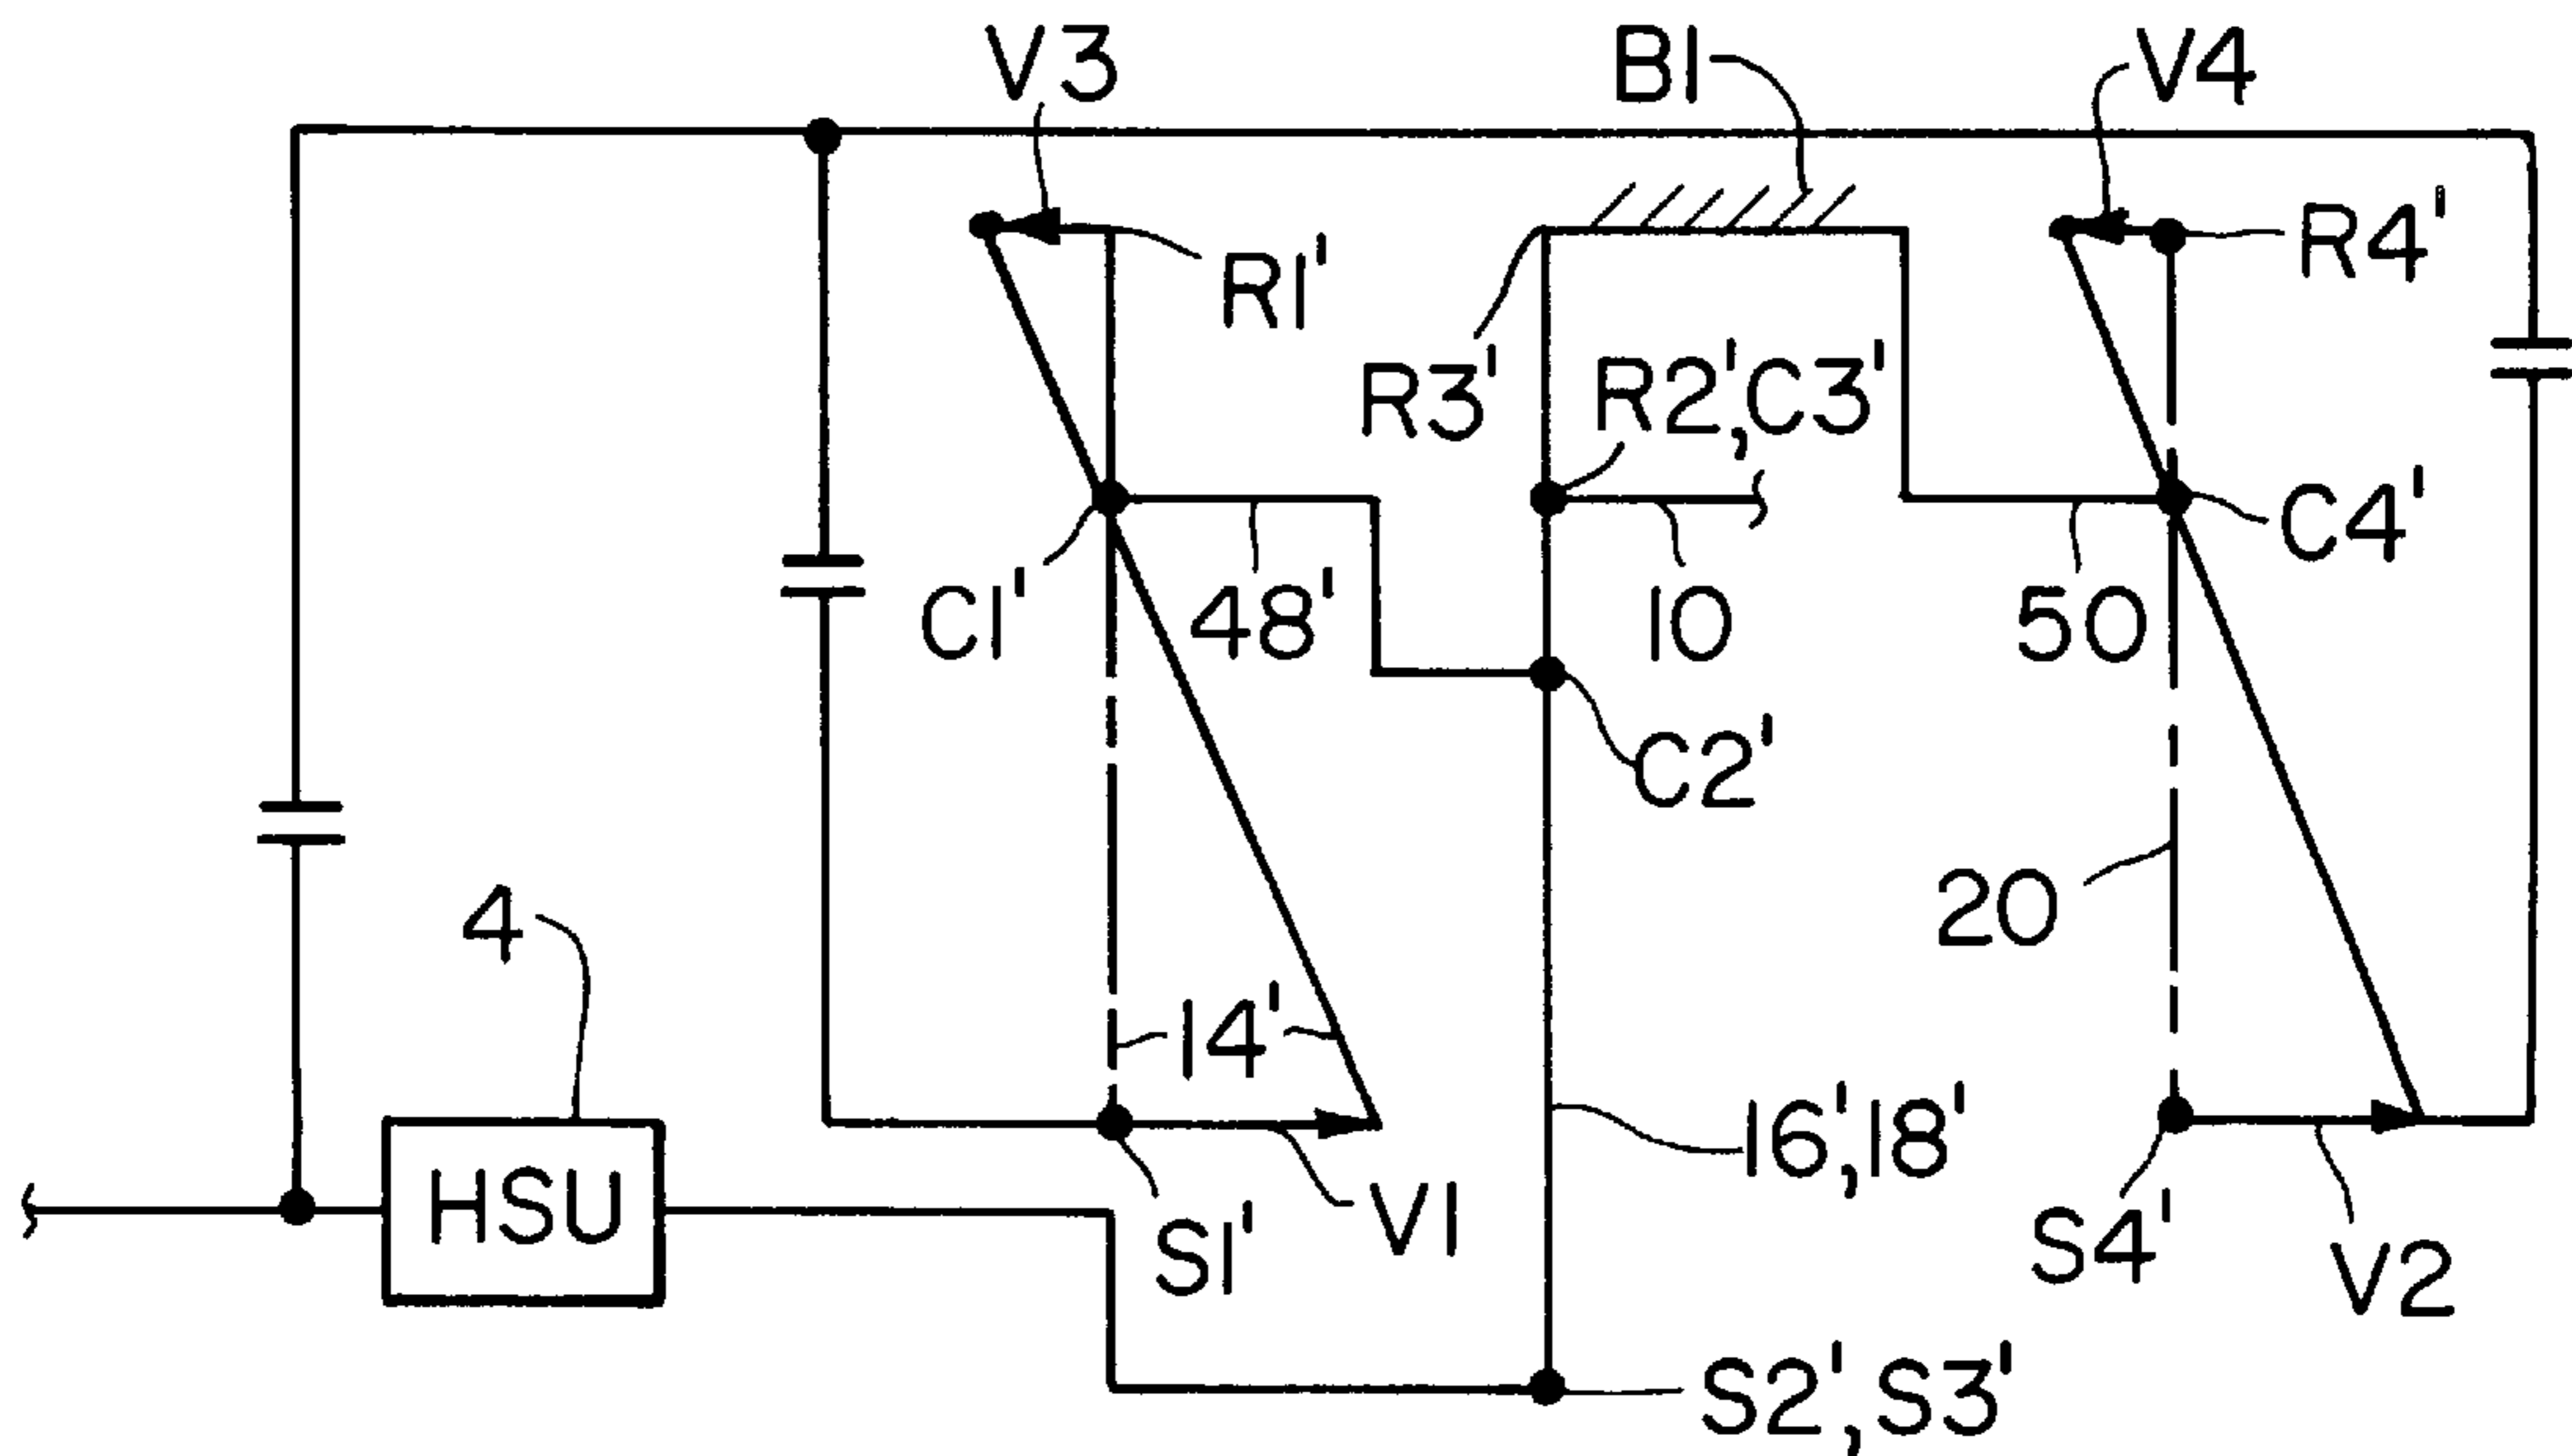 V3
B1
V4
R1'
R4'
R3'
R2',C3'
C1'
48'
10
50
C4'
C2'
4
20
14'
HSU
S1'
V1
16',18'
S4'
V2
S2',S3'